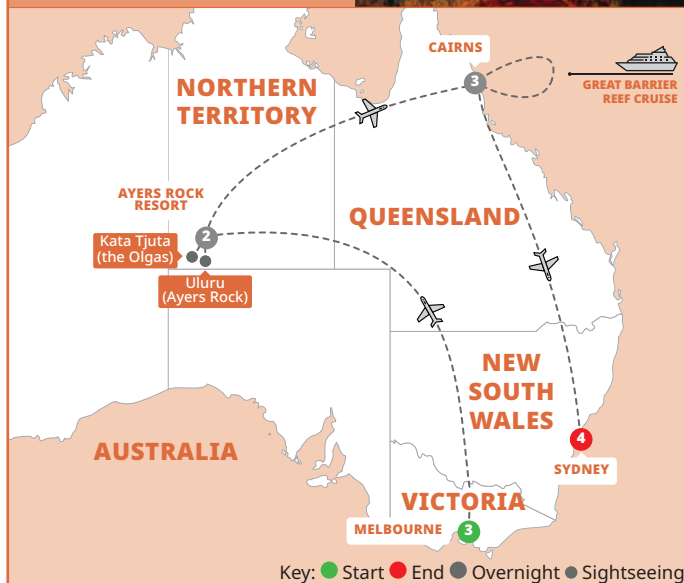 CAIRNS
3
GREAT BARRIER
REEF CRUISE
NORTHERN
TERRITORY
AYERS ROCK
RESORT
2
Kata Tjuta
(the Olgas)
Uluru
(Ayers Rock)
QUEENSLAND
NEW
SOUTH
WALES
4
SYDNEY
AUSTRALIA
VICTORIA
MELBOURNE
3
Key: Start End Overnight Sightseeing